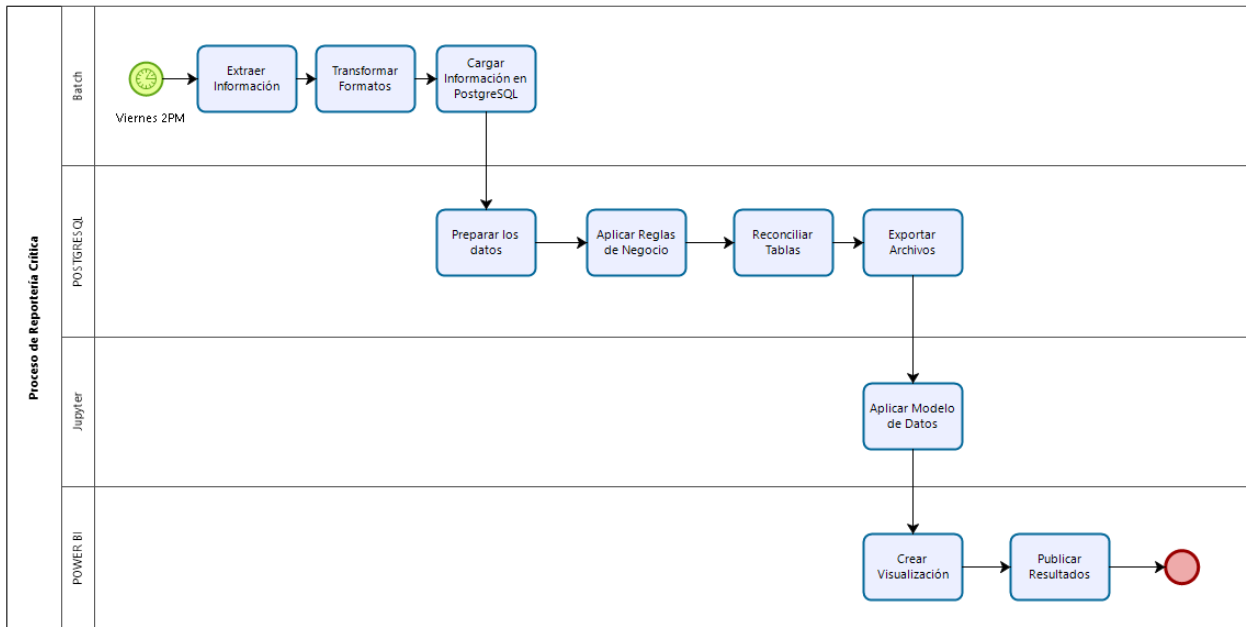 Proceso de Reportería Crítica
Batch
Viernes 2PM
Extraer
Información
Transformar
Formatos
Cargar
Información en
PostgreSQL
POSTGRESQL
Preparar los
datos
Aplicar Reglas
de Negocio
Reconciliar
Tablas
Exportar
Archivos
Jupyter
Aplicar Modelo
de Datos
POWER BI
Crear
Visualización
Publicar
Resultados